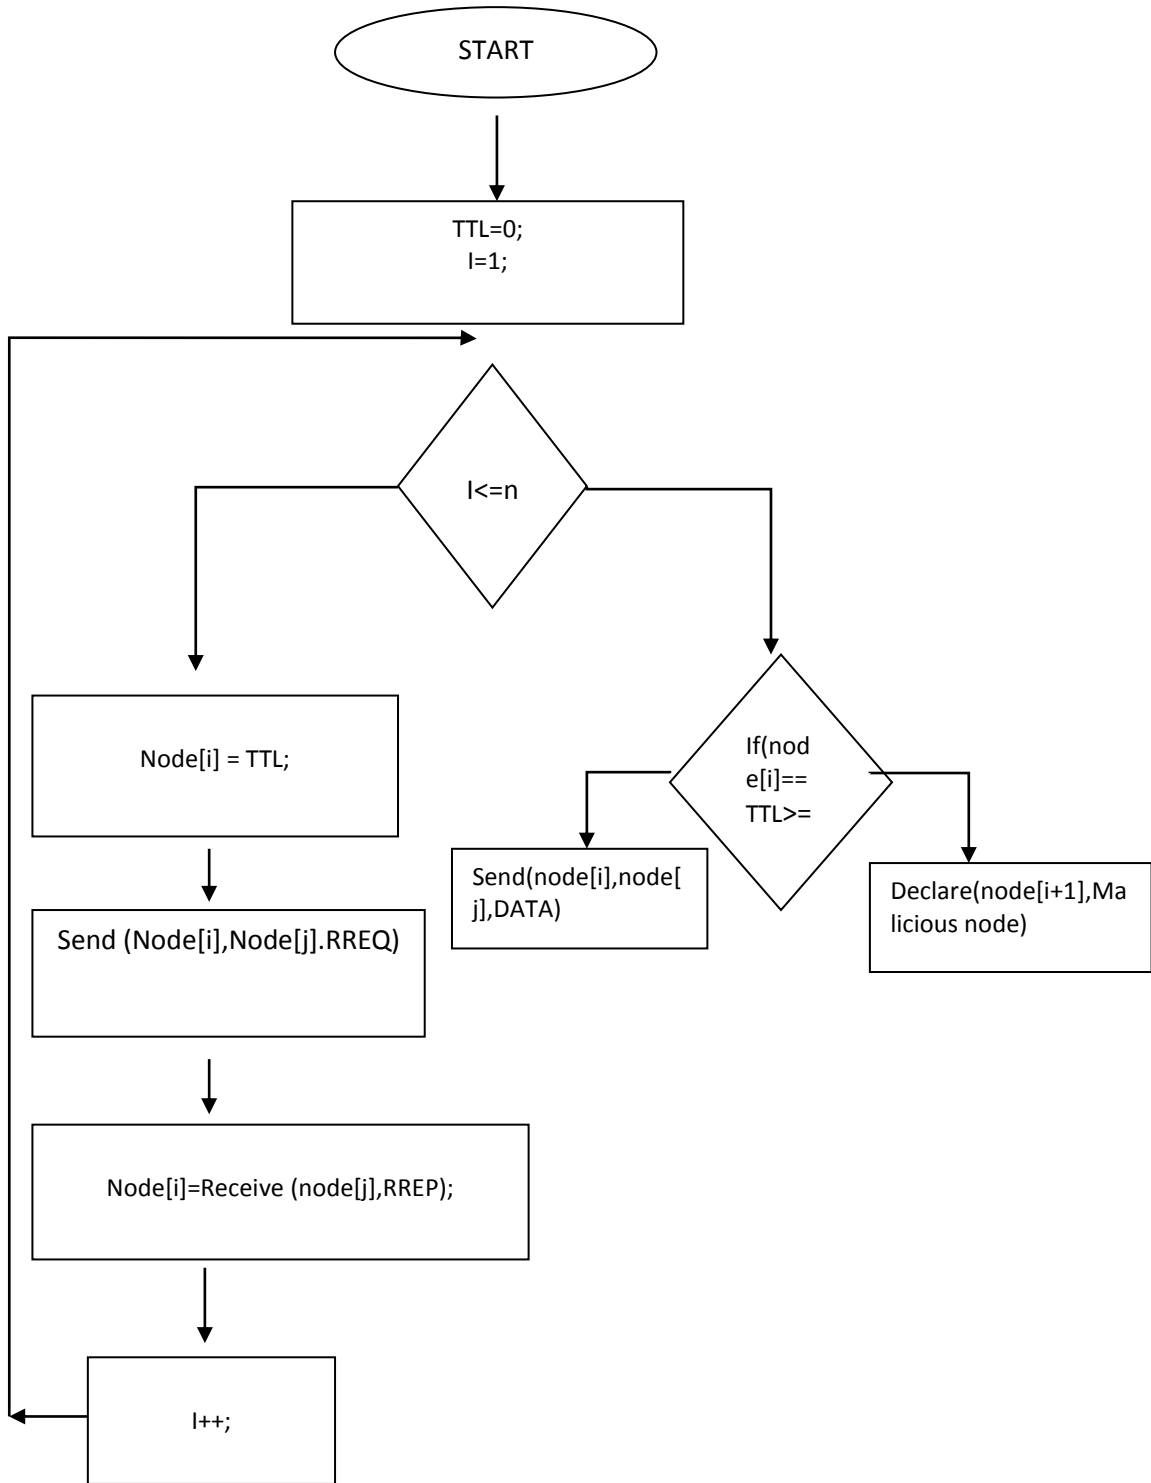 START
TTL=0;
I=1;
I<=n
Node[i] = TTL;
If(nod
e[i]==
TTL>=
Send(node[i],node[
j],DATA)
Declare(node[i+1],Ma
licious node)
Send (Node[i],Node[j].RREQ)
Node[i]=Receive (node[j],RREP);
I++;